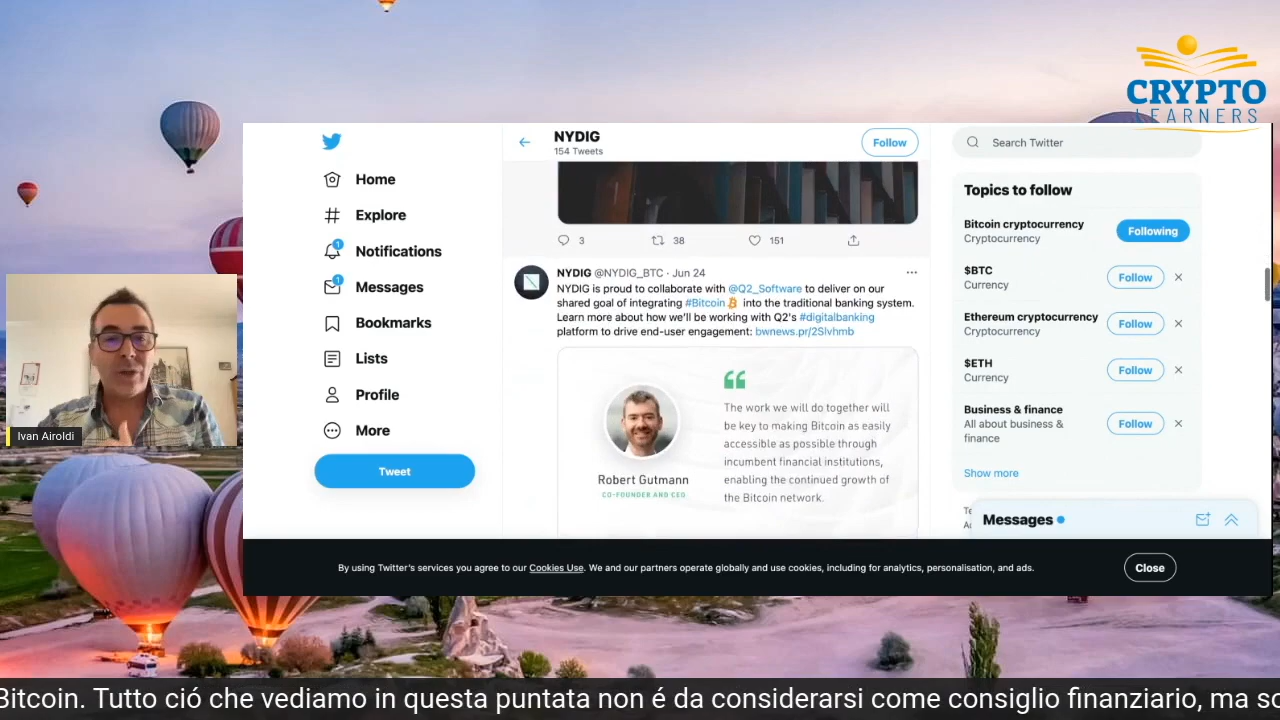 CRYPTO
LEARNERS
NYDIG
154 Tweets
Follow
Search Twitter
Home
Explore
1
Notifications
1
Messages
Bookmarks
Lists
Profile
More
Tweet
3
38
151
NYDIG @NYDIG_BTC · Jun 24
NYDIG is proud to collaborate with @Q2_Software to deliver on our
shared goal of integrating #Bitcoin into the traditional banking system.
Learn more about how we'll be working with Q2's #digitalbanking
platform to drive end-user engagement: bwnews.pr/2Slvhmb
“
The work we will do together will
be key to making Bitcoin as easily
accessible as possible through
incumbent financial institutions,
enabling the continued growth of
the Bitcoin network.
Robert Gutmann
CO-FOUNDER AND CEO
Topics to follow
Bitcoin cryptocurrency
Cryptocurrency
Following
$BTC
Currency
Follow
Ethereum cryptocurrency
Cryptocurrency
Follow
$ETH
Currency
Follow
Business & finance
All about business &
finance
Follow
Show more
Messages
By using Twitter's services you agree to our Cookies Use. We and our partners operate globally and use cookies, including for analytics, personalisation, and ads.
Close
Ivan Airoldi
Bitcoin. Tutto ció che vediamo in questa puntata non é da considerarsi come consiglio finanziario, ma so